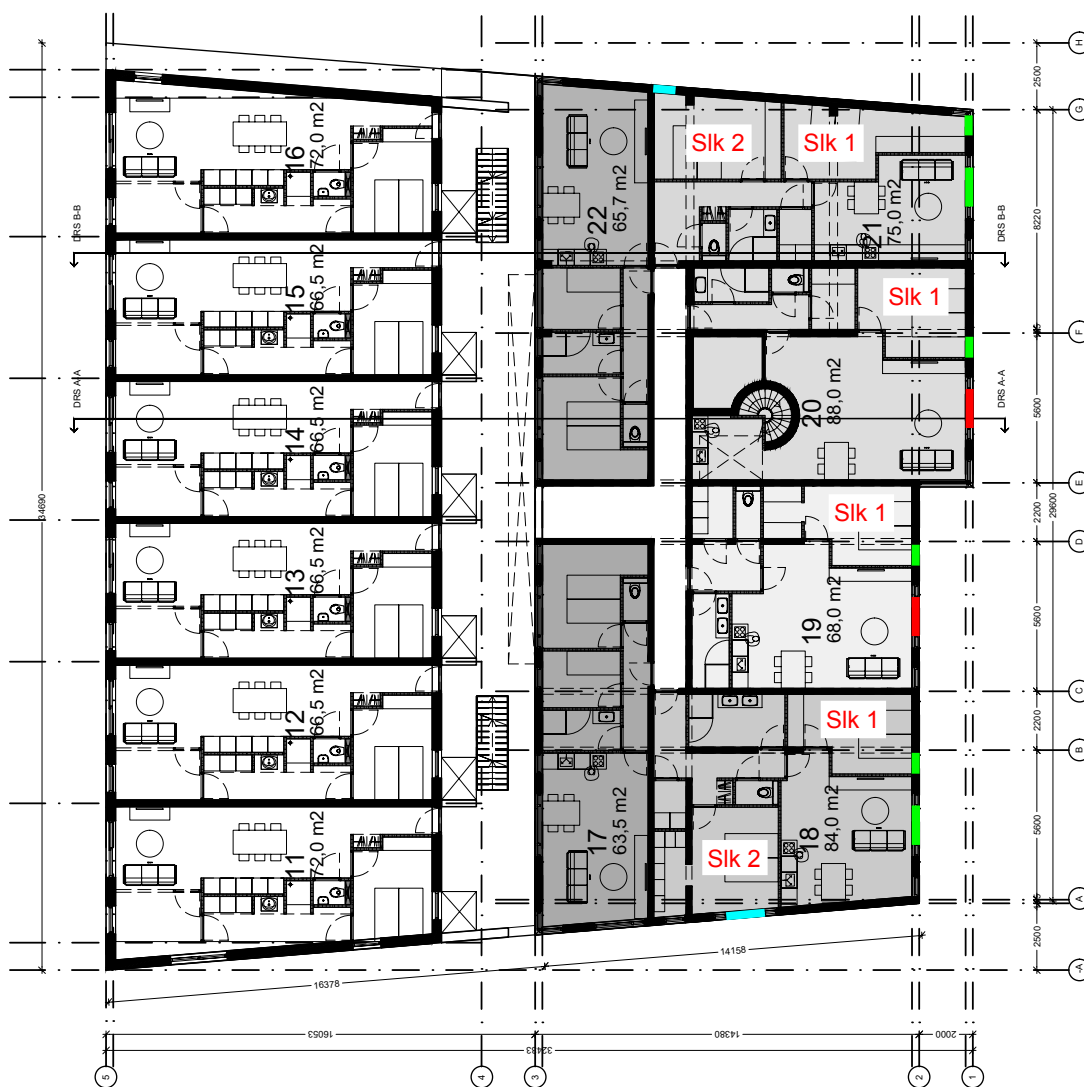 H
2500
G
Slk 2
Slk 1
16
72,0 m2
22
65,7 m2
21
75,0 m2
8220
DRS B-B
DRS B-B
15
66,5 m2
Slk 1
F
34690
DRS A-A
14
66,5 m2
20
88,0 m2
DRS A-A
5600
E
Slk 1
2200
29600
D
13
66,5 m2
19
68,0 m2
5600
C
12
66,5 m2
Slk 1
2200
B
11
72,0 m2
17
63,5 m2
Slk 2
18
84,0 m2
5600
A
2500
14158
16378
-A
16053
14380
2000
32483
5
4
3
2
1